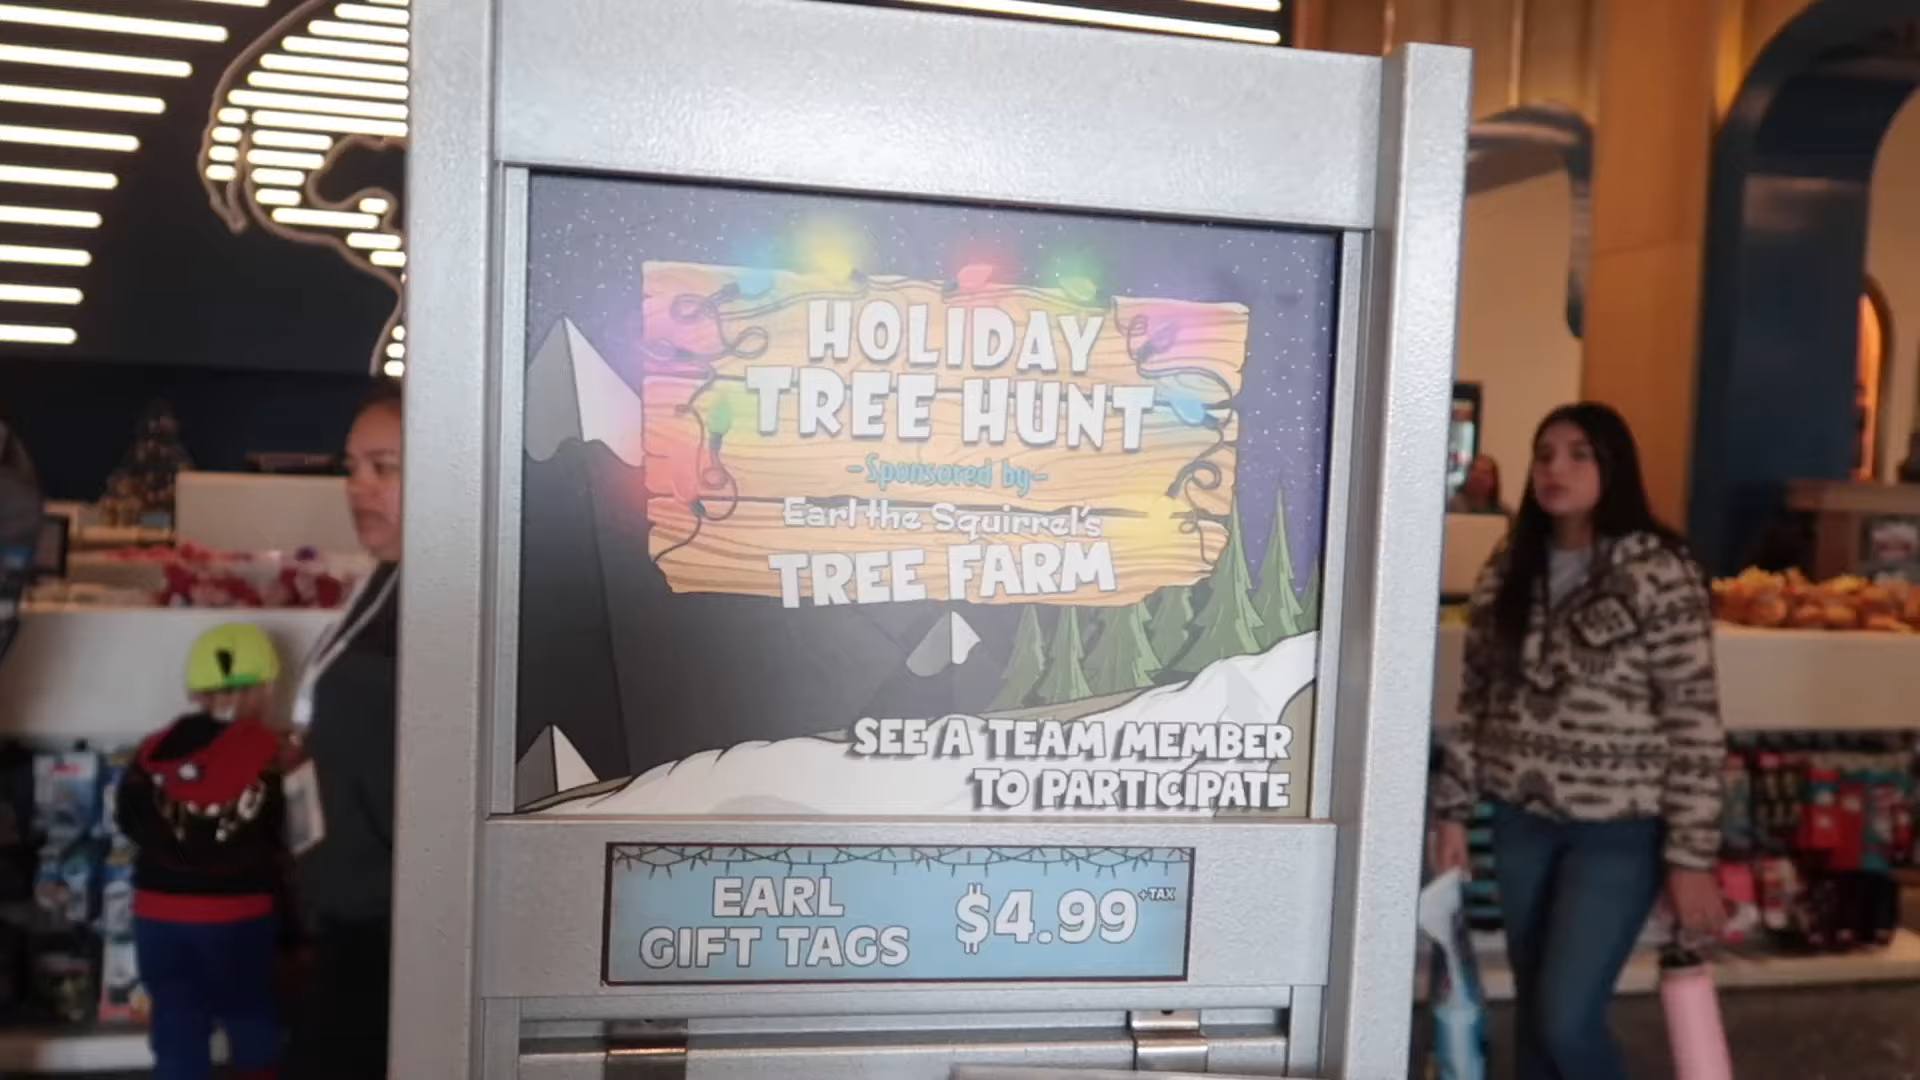 HOLIDAY
TREE HUNT
-Sponsored by-
Earl the Squirrel's
TREE FARM
SEE A TEAM MEMBER
TO PARTICIPATE
EARL
GIFT TAGS
$4.99 +TAX